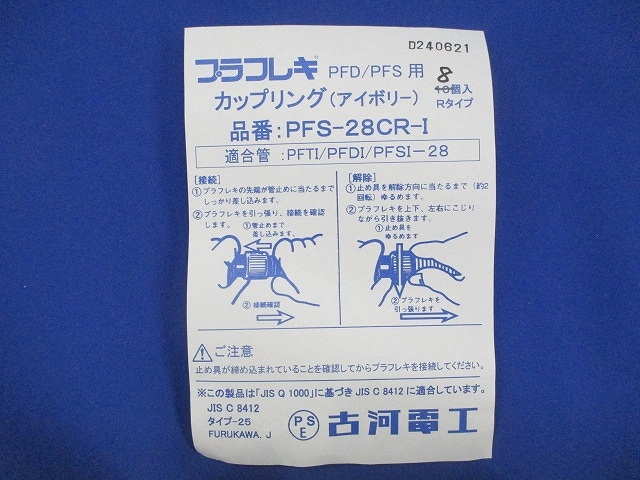 D240621
プラフレキ PFD/PFS 用
8
10個入
カップリング(アイボリー) Rタイプ
品番:PFS-28CR-I
適合管:PFTI/PFDI/PFSI-28
[接続]
①プラフレキの先端が管止めに当たるまで
しっかり差し込みます。
②プラフレキを引っ張り、接続を確認
します。
①管止めまで
差し込みます。
②接続確認
[解除]
①止め具を解除方向に当たるまで(約2
回転)ゆるめます。
②プラフレキを上下、左右にこじり
ながら引き抜きます。
①止め具を
ゆるめます
②プラフレキを
引っ張ります
ご注意
止め具が締め込まれていることを確認してからプラフレキを接続してください。
※この製品は「JIS Q 1000」に基づき JIS C 8412 に適合しています。
JIS C 8412
タイプ-25
FURUKAWA. J
PS
E
古河電工